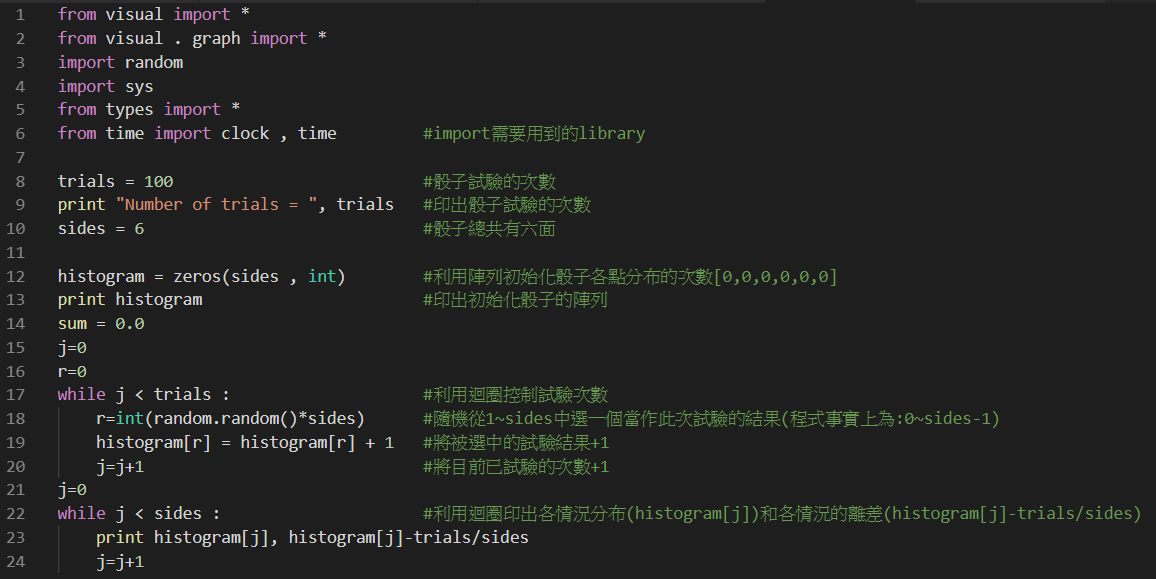 1 from visual import *
2 from visual . graph import *
3 import random
4 import sys
5 from types import *
6 from time import clock , time #import需要用到的library
7
8 trials = 100 #骰子試驗的次數
9 print "Number of trials = ", trials #印出骰子試驗的次數
10 sides = 6 #骰子總共有六面
11
12 histogram = zeros(sides , int) #利用陣列初始化骰子各點分布的次數[0,0,0,0,0,0]
13 print histogram #印出初始化骰子的陣列
14 sum = 0.0
15 j=0
16 r=0
17 while j < trials : #利用迴圈控制試驗次數
18 r=int(random.random()*sides) #隨機從1~sides中選一個當作此次試驗的結果(程式事實上為:0~sides-1)
19 histogram[r] = histogram[r] + 1 #將被選中的試驗結果+1
20 j=j+1 #將目前已試驗的次數+1
21 j=0
22 while j < sides : #利用迴圈印出各情況分布(histogram[j])和各情況的離差(histogram[j]-trials/sides)
23 print histogram[j], histogram[j]-trials/sides
24 j=j+1